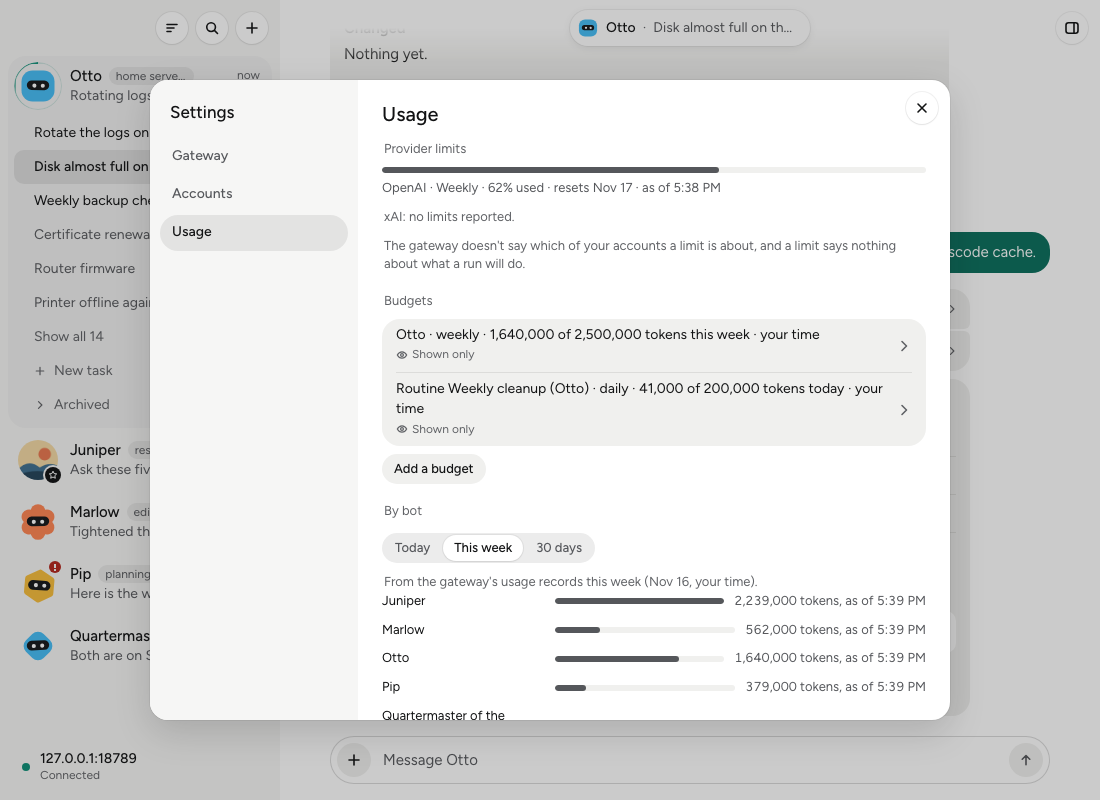 Otto · Disk almost full on th…
Nothing yet.
Otto home serve… now
Rotating logs
Rotate the logs on
Disk almost full on
Weekly backup che
Certificate renewa
Router firmware
Printer offline again
Show all 14
New task
Archived
Juniper res
Ask these fiv
Marlow edi
Tightened th
Pip planning
Here is the w
Quartermas
Both are on S
127.0.0.1:18789
Connected
Settings
Gateway
Accounts
Usage
Usage
Provider limits
OpenAI · Weekly · 62% used · resets Nov 17 · as of 5:38 PM
xAI: no limits reported.
The gateway doesn't say which of your accounts a limit is about, and a limit says nothing
about what a run will do.
Budgets
Otto · weekly · 1,640,000 of 2,500,000 tokens this week · your time
Shown only
Routine Weekly cleanup (Otto) · daily · 41,000 of 200,000 tokens today · your
time
Shown only
Add a budget
By bot
Today This week 30 days
From the gateway's usage records this week (Nov 16, your time).
Juniper 2,239,000 tokens, as of 5:39 PM
Marlow 562,000 tokens, as of 5:39 PM
Otto 1,640,000 tokens, as of 5:39 PM
Pip 379,000 tokens, as of 5:39 PM
Quartermaster of the
scode cache.
Message Otto